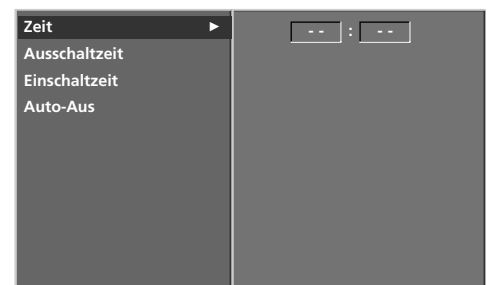 Zeit ► -- : --
Ausschaltzeit
Einschaltzeit
Auto-Aus